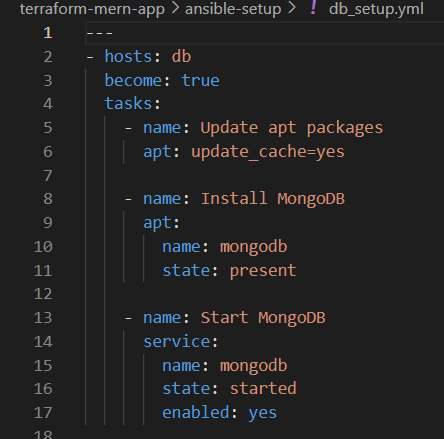 terraform-mern-app > ansible-setup > ! db_setup.yml
1 ---
2 - hosts: db
3   become: true
4   tasks:
5     - name: Update apt packages
6       apt: update_cache=yes
7
8     - name: Install MongoDB
9       apt:
10         name: mongodb
11         state: present
12
13     - name: Start MongoDB
14       service:
15         name: mongodb
16         state: started
17         enabled: yes
18